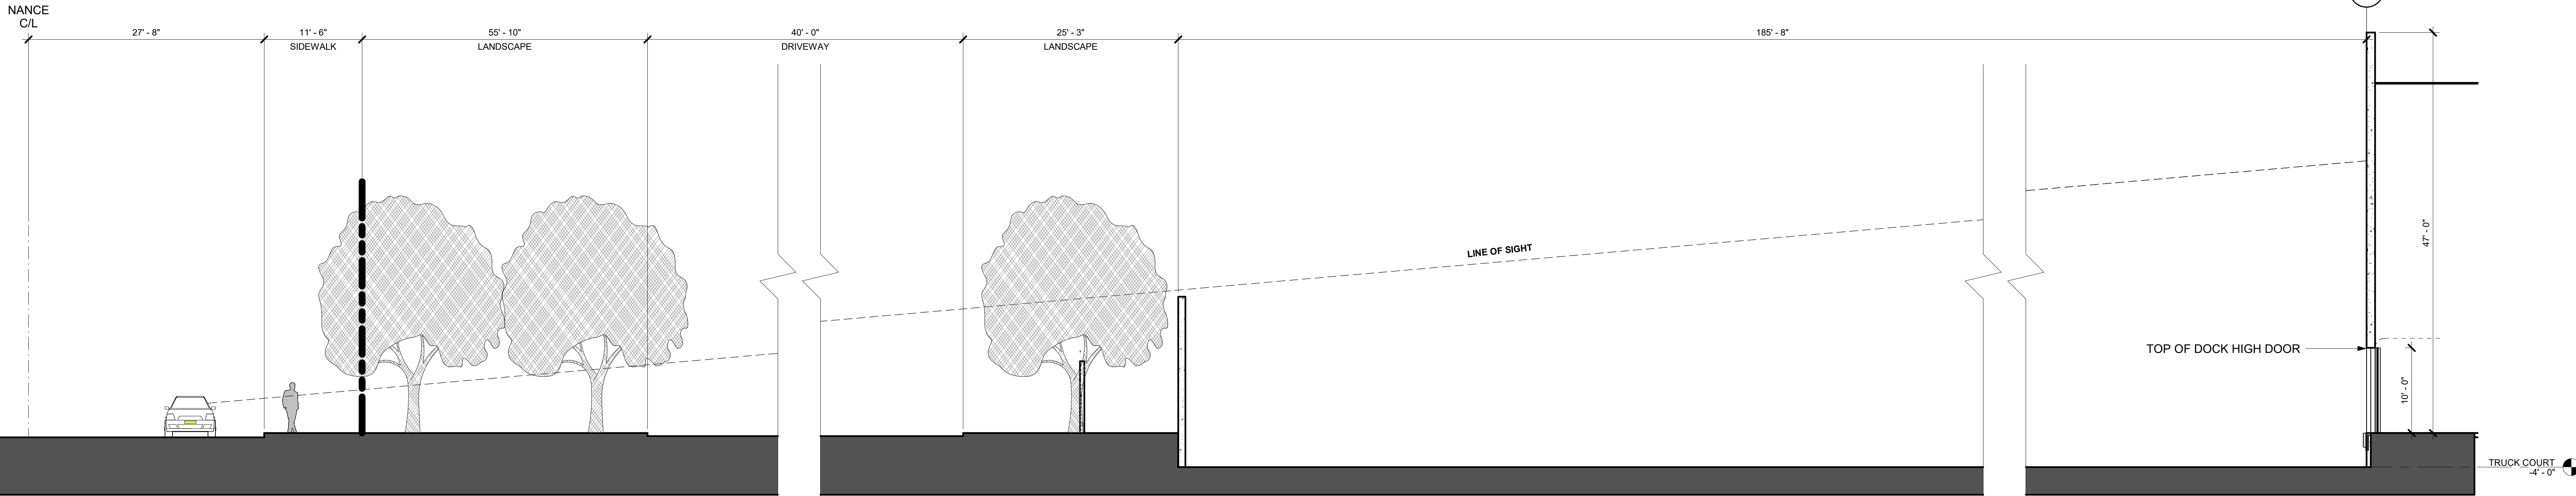 NANCE
C/L
27' - 8"
11' - 6"
SIDEWALK
55' - 10"
LANDSCAPE
40' - 0"
DRIVEWAY
25' - 3"
LANDSCAPE
185' - 8"
LINE OF SIGHT
47' - 0"
TOP OF DOCK HIGH DOOR
10' - 0"
TRUCK COURT
-4' - 0"